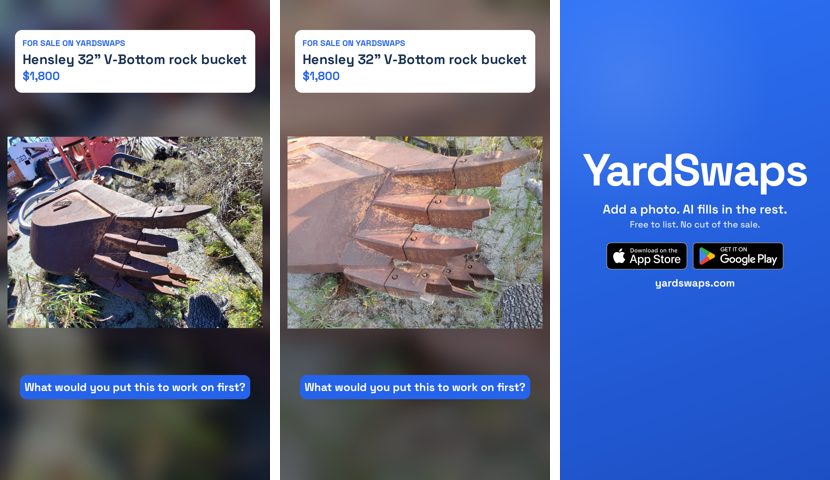 FOR SALE ON YARDSWAPS
Hensley 32" V-Bottom rock bucket
$1,800
What would you put this to work on first?
FOR SALE ON YARDSWAPS
Hensley 32" V-Bottom rock bucket
$1,800
What would you put this to work on first?
YardSwaps
Add a photo. AI fills in the rest.
Free to list. No cut of the sale.
Download on the
App Store
GET IT ON
Google Play
yardswaps.com